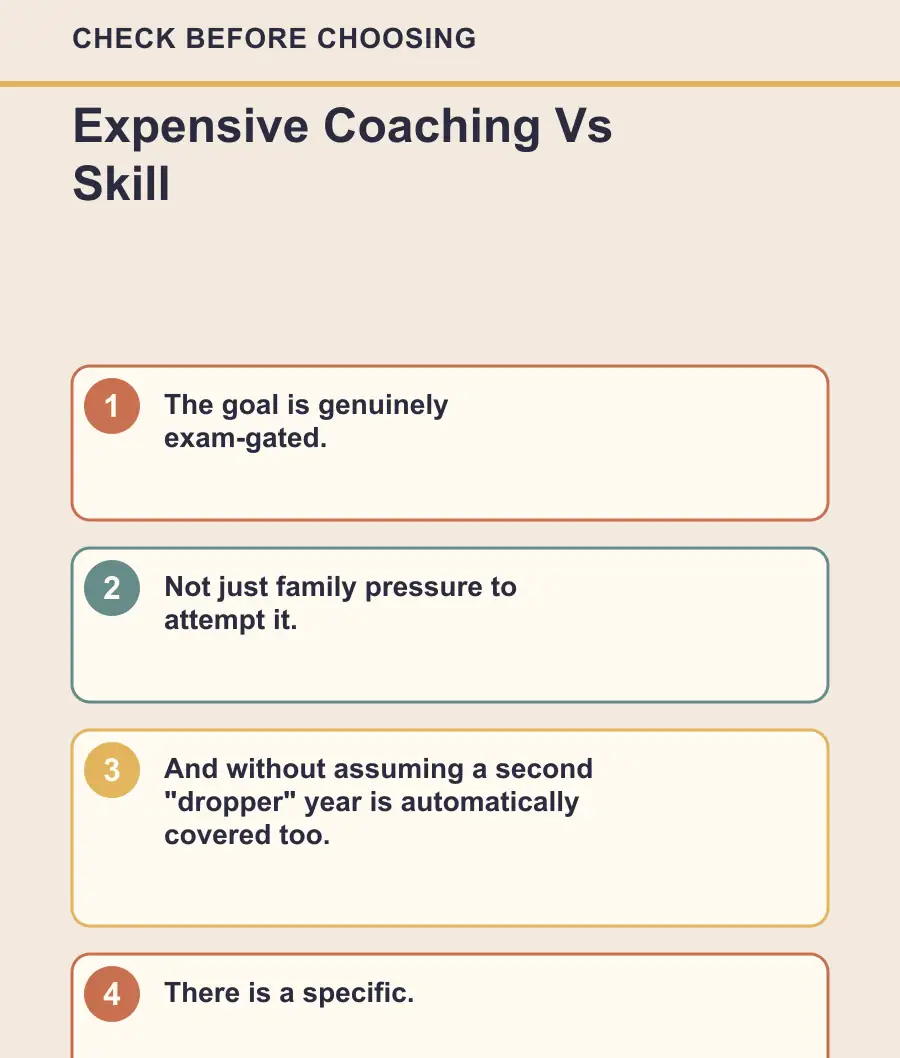 CHECK BEFORE CHOOSING
Expensive Coaching Vs
Skill
1
The goal is genuinely
exam-gated.
2
Not just family pressure to
attempt it.
3
And without assuming a second
"dropper" year is automatically
covered too.
4
There is a specific.